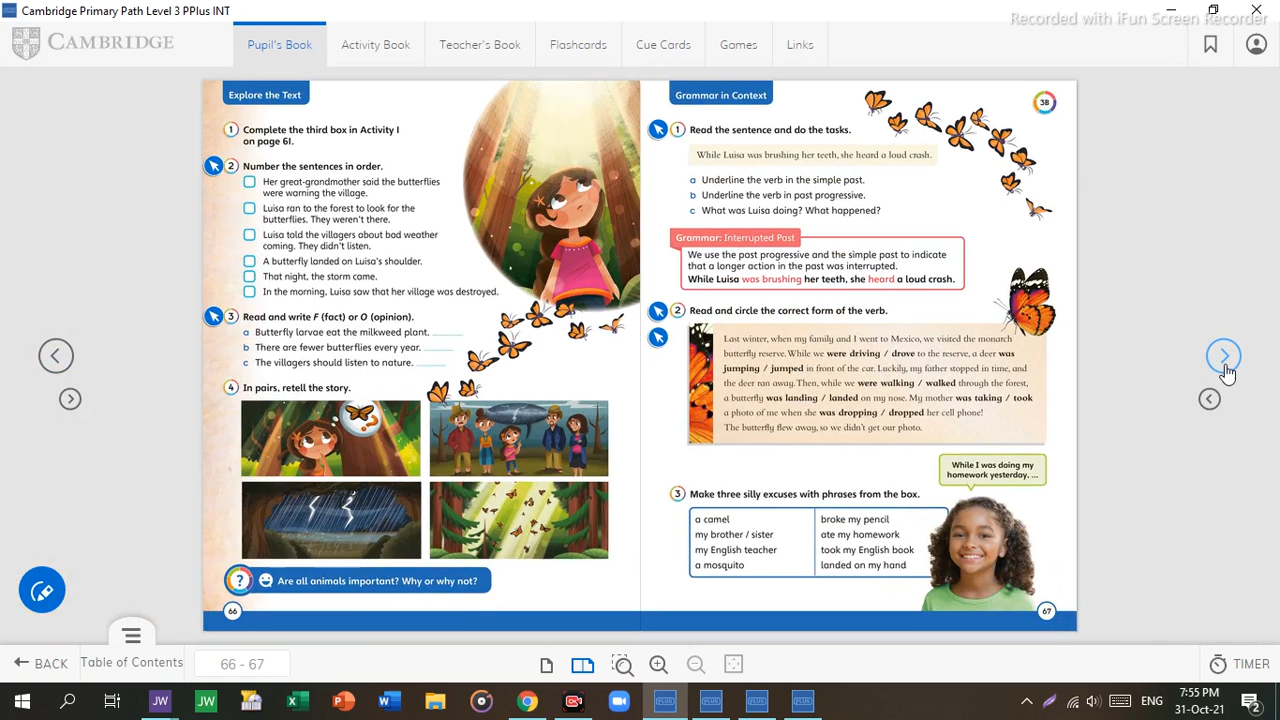 Cambridge Primary Path Level 3 PPlus INT
Recorded with iFun Screen Recorder
CAMBRIDGE
Pupil's Book
Activity Book
Teacher's Book
Flashcards
Cue Cards
Games
Links
Explore the Text
1 Complete the third box in Activity 1
on page 61.
2 Number the sentences in order.
Her great-grandmother said the butterflies
were warning the village.
Luisa ran to the forest to look for the
butterflies. They weren't there.
Luisa told the villagers about bad weather
coming. They didn't listen.
A butterfly landed on Luisa's shoulder.
That night, the storm came.
In the morning, Luisa saw that her village was destroyed.
3 Read and write F (fact) or O (opinion).
a Butterfly larvae eat the milkweed plant.
b There are fewer butterflies every year.
c The villagers should listen to nature.
4 In pairs, retell the story.
?
? Are all animals important? Why or why not?
66
Grammar in Context
3B
1 Read the sentence and do the tasks.
While Luisa was brushing her teeth, she heard a loud crash.
a Underline the verb in the simple past.
b Underline the verb in past progressive.
c What was Luisa doing? What happened?
Grammar: Interrupted Past
We use the past progressive and the simple past to indicate
that a longer action in the past was interrupted.
While Luisa was brushing her teeth, she heard a loud crash.
2 Read and circle the correct form of the verb.
Last winter, when my family and I went to Mexico, we visited the monarch
butterfly reserve. While we were driving / drove to the reserve, a deer was
jumping / jumped in front of the car. Luckily, my father stopped in time, and
the deer ran away. Then, while we were walking / walked through the forest,
a butterfly was landing / landed on my nose. My mother was taking / took
a photo of me when she was dropping / dropped her cell phone!
The butterfly flew away, so we didn't get our photo.
While I was doing my
homework yesterday, ...
3 Make three silly excuses with phrases from the box.
a camel
my brother / sister
my English teacher
a mosquito
broke my pencil
ate my homework
took my English book
landed on my hand
67
BACK
Table of Contents
66 - 67
TIMER
JW
JW
PLUS
PLUS
PLUS
PLUS
ENG
7:55 PM
31-Oct-21
2